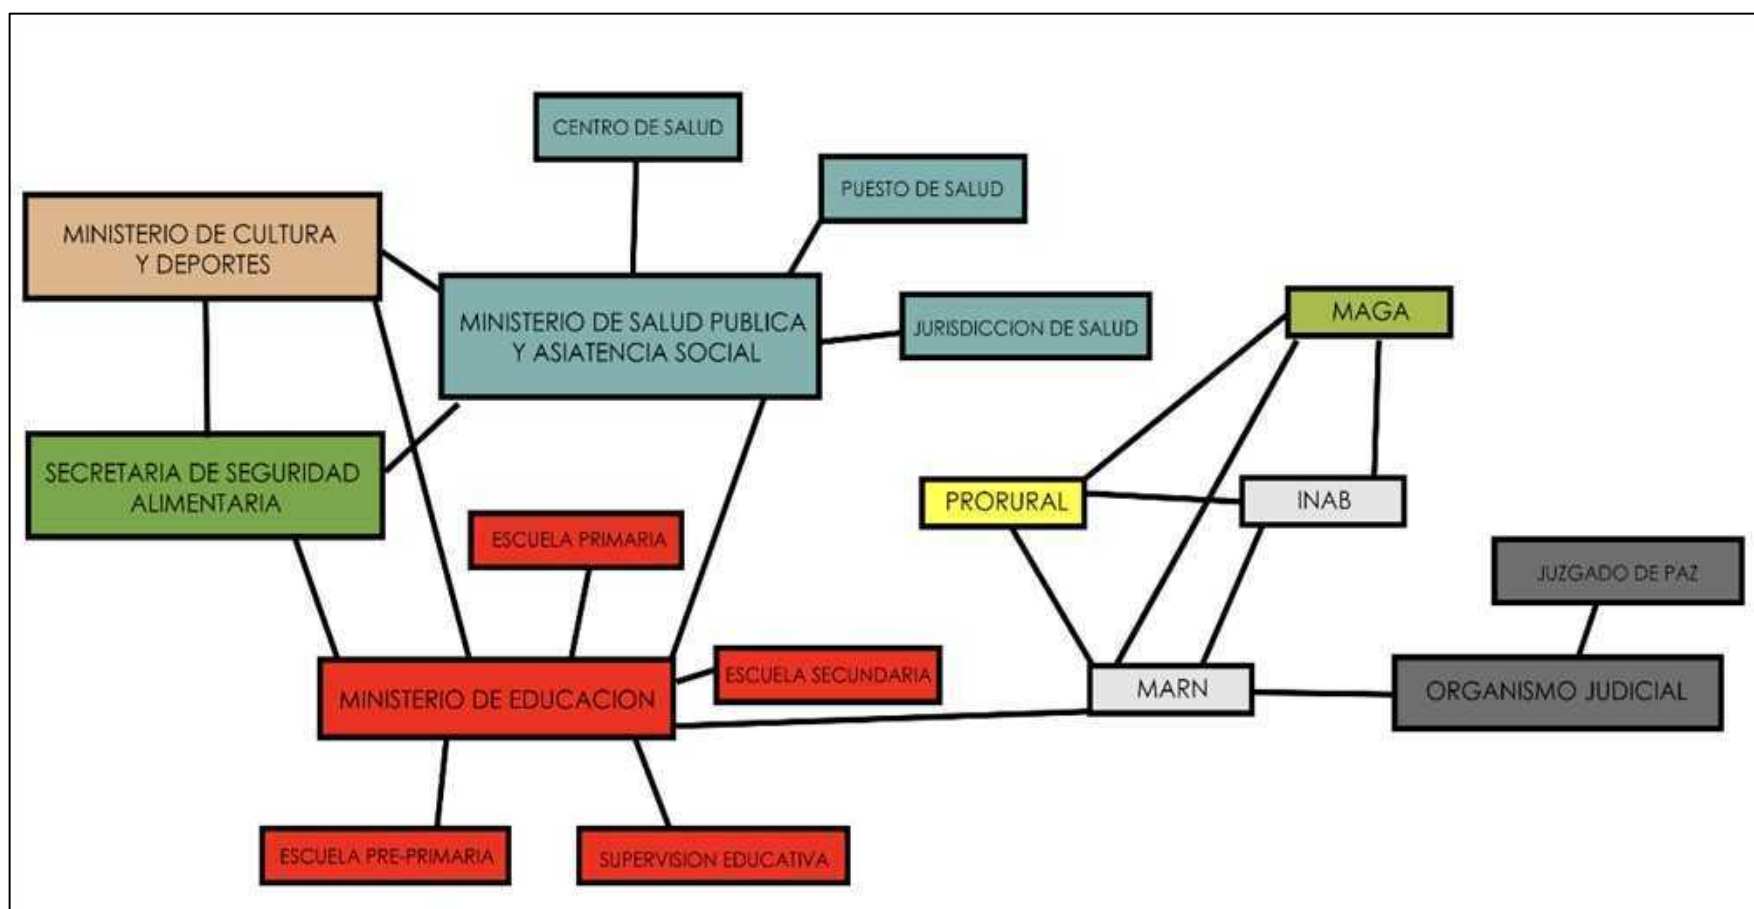 CENTRO DE SALUD
PUESTO DE SALUD
MINISTERIO DE CULTURA
Y DEPORTES
MINISTERIO DE SALUD PUBLICA
Y ASIATENCIA SOCIAL
JURISDICCION DE SALUD
MAGA
SECRETARIA DE SEGURIDAD
ALIMENTARIA
PRORURAL
INAB
ESCUELA PRIMARIA
JUZGADO DE PAZ
ESCUELA SECUNDARIA
MINISTERIO DE EDUCACION
MARN
ORGANISMO JUDICIAL
ESCUELA PRE-PRIMARIA
SUPERVISION EDUCATIVA